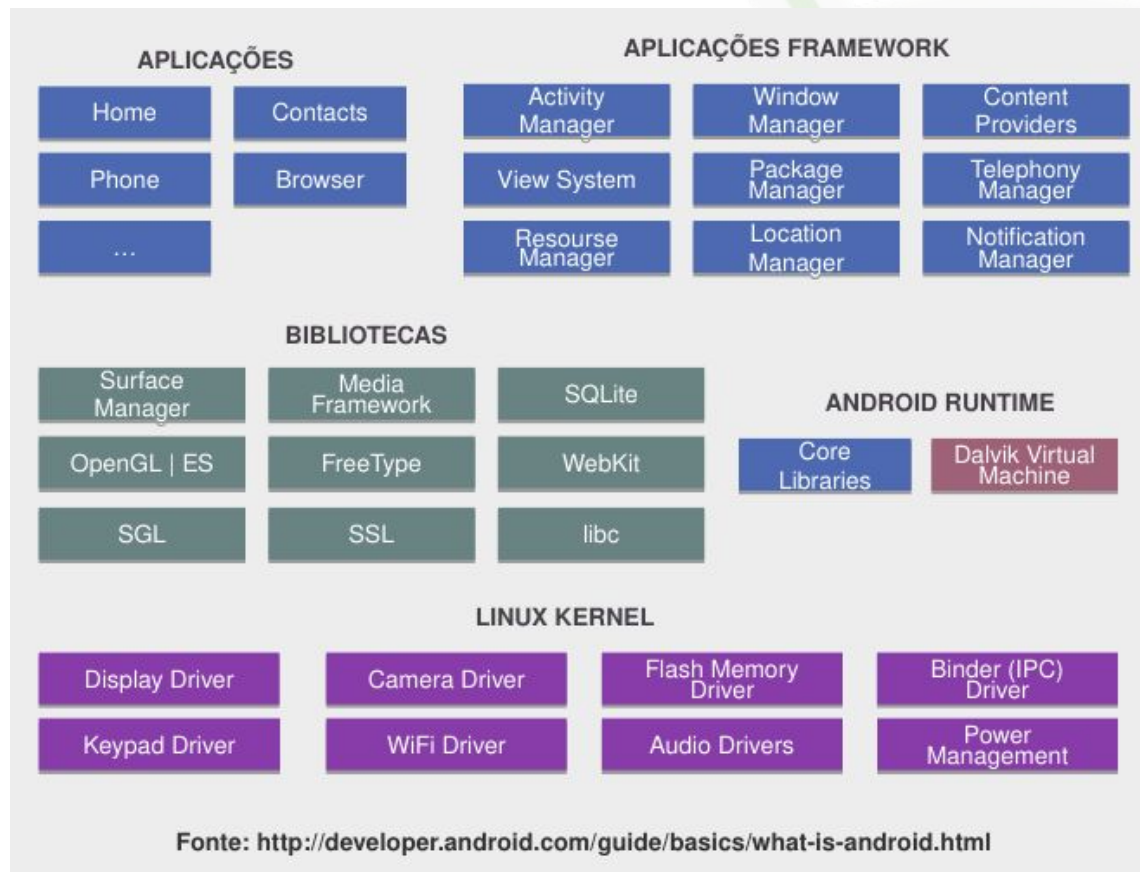 APLICAÇÕES
Home
Contacts
Phone
Browser
...
APLICAÇÕES FRAMEWORK
Activity
Manager
Window
Manager
Content
Providers
View System
Package
Manager
Telephony
Manager
Resourse
Manager
Location
Manager
Notification
Manager
BIBLIOTECAS
Surface
Manager
Media
Framework
SQLite
OpenGL | ES
FreeType
WebKit
SGL
SSL
libc
ANDROID RUNTIME
Core
Libraries
Dalvik Virtual
Machine
LINUX KERNEL
Display Driver
Camera Driver
Flash Memory
Driver
Binder (IPC)
Driver
Keypad Driver
WiFi Driver
Audio Drivers
Power
Management
Fonte: http://developer.android.com/guide/basics/what-is-android.html